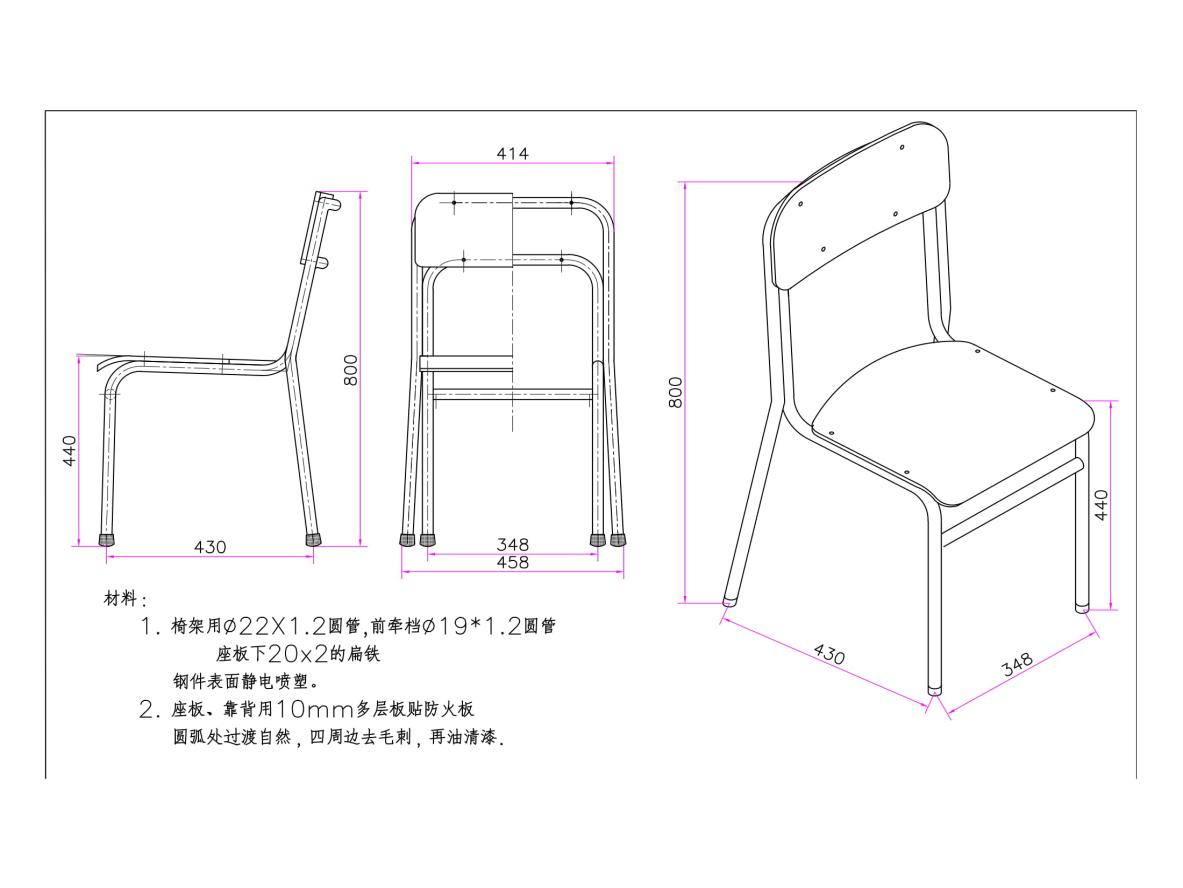 414
800
440
430
348
458
800
440
430
348
材料：
1. 椅架用Ø22X1.2圆管,前牵档Ø19*1.2圆管
座板下20x2的扁铁
钢件表面静电喷塑。
2. 座板、靠背用10mm多层板贴防火板
圆弧处过渡自然，四周边去毛刺，再油清漆.